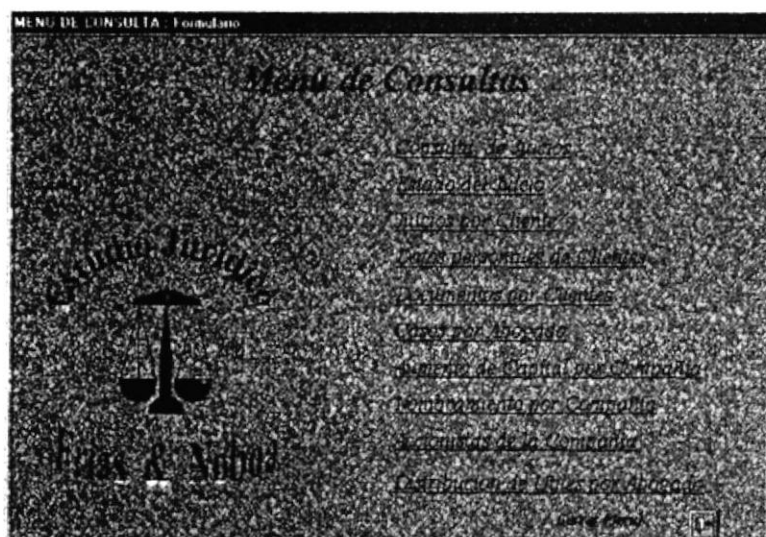 MENU DE CONSULTA : Formulario
Menú de Consultas
Consulta de Juicios
Estado del Juicio
Juicios por Cliente
Datos personales de Clientes
Documentos por Clientes
Casos por Abogado
Aumento de Capital por Compañía
Nombramiento por Compañía
Accionistas de la Compañía
Distribución de Utiles por Abogado
Estudio Jurídico
&